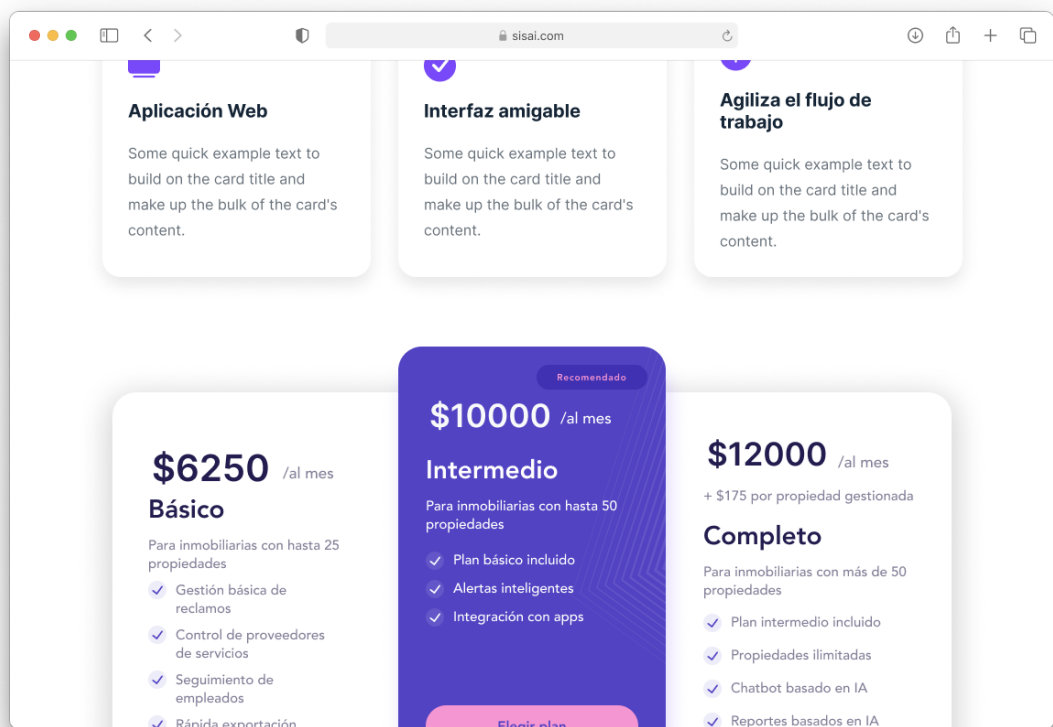 sisai.com
Aplicación Web
Some quick example text to
build on the card title and
make up the bulk of the card's
content.
Interfaz amigable
Some quick example text to
build on the card title and
make up the bulk of the card's
content.
Agiliza el flujo de
trabajo
Some quick example text to
build on the card title and
make up the bulk of the card's
content.
$6250 /al mes
Básico
Para inmobiliarias con hasta 25
propiedades
Gestión básica de
reclamos
Control de proveedores
de servicios
Seguimiento de
empleados
Rápida exportación
Recomendado
$10000 /al mes
Intermedio
Para inmobiliarias con hasta 50
propiedades
Plan básico incluido
Alertas inteligentes
Integración con apps
Elegir plan
$12000 /al mes
+ $175 por propiedad gestionada
Completo
Para inmobiliarias con más de 50
propiedades
Plan intermedio incluido
Propiedades ilimitadas
Chatbot basado en IA
Reportes basados en IA